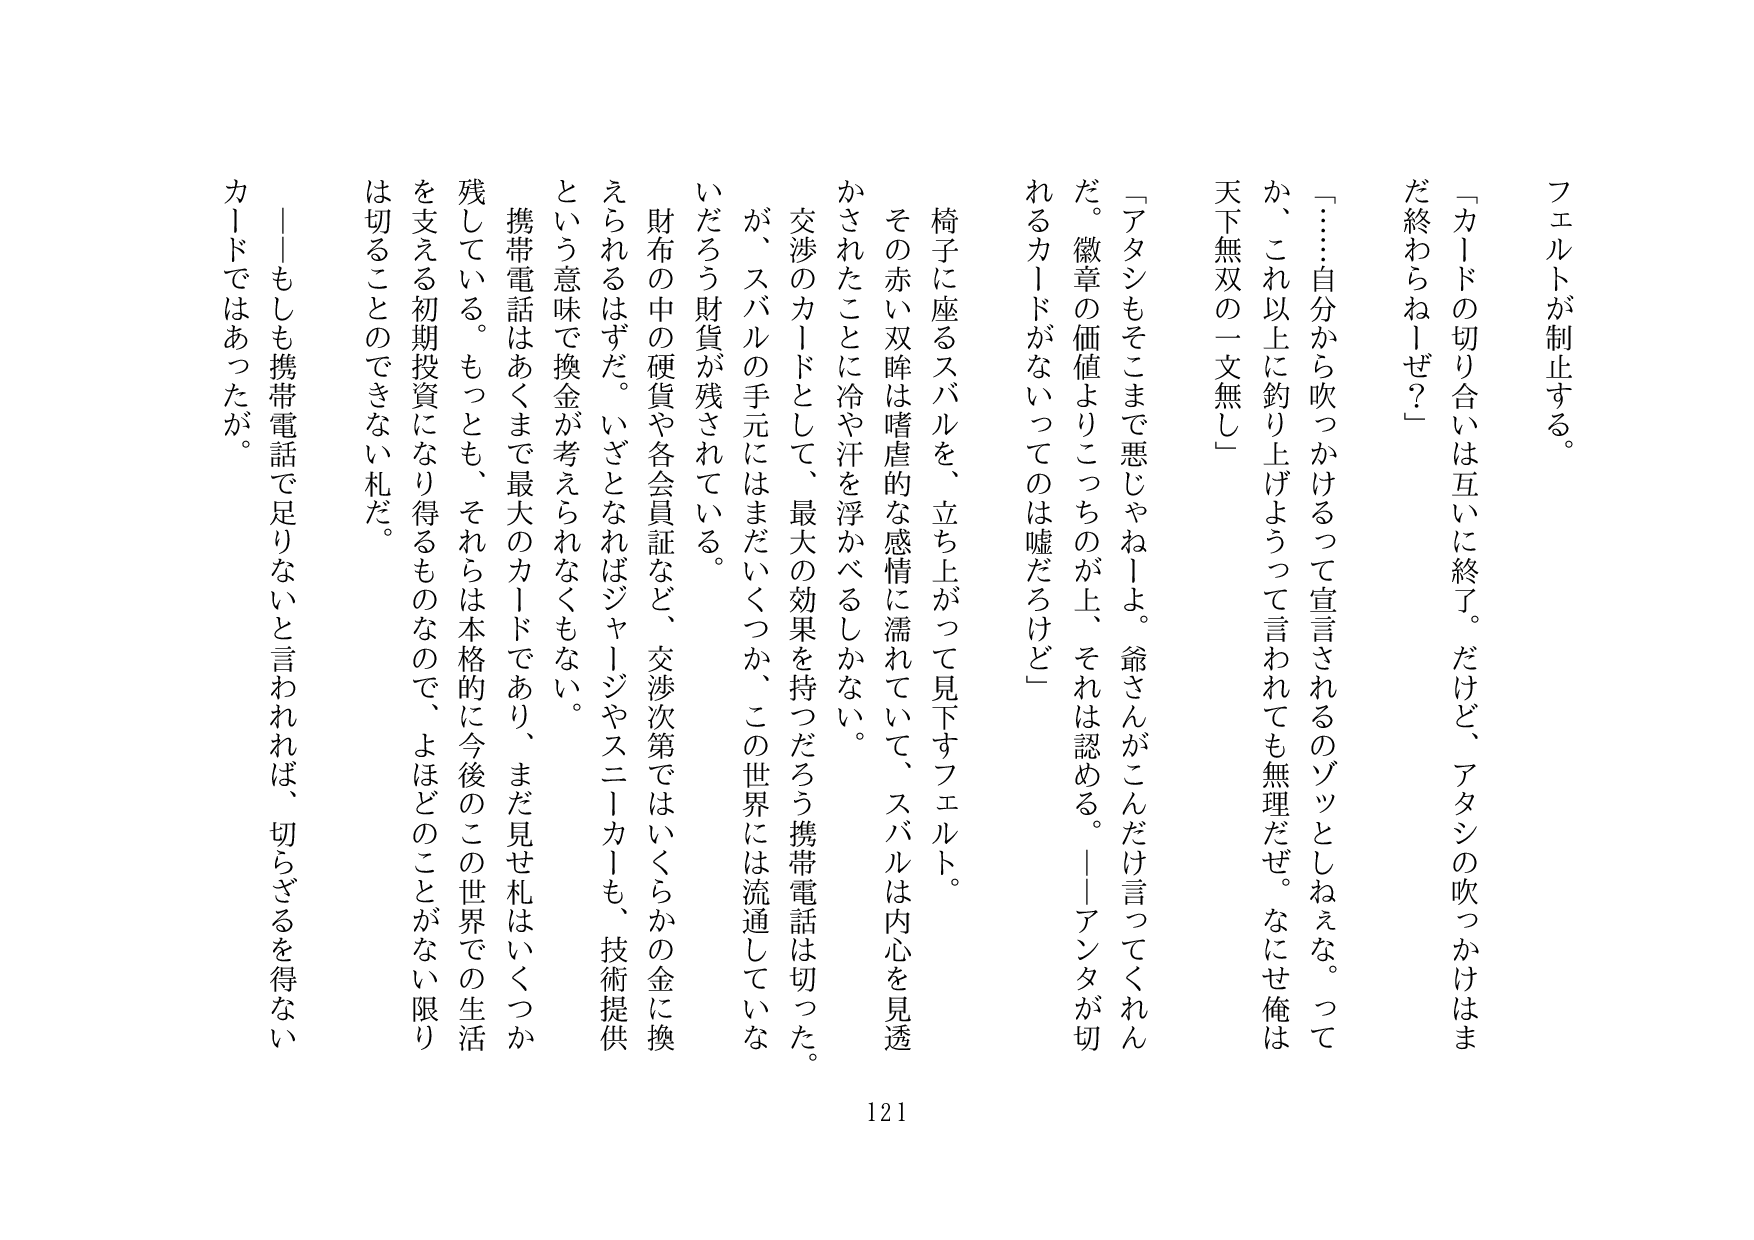 フェルトが制止する。
「カードの切り合いは互いに終了。だけど、アタシの吹っかけはま
だ終わらねーぜ？」
「……自分から吹っかけるって宣言されるのゾッとしねぇな。って
か、これ以上に釣り上げようって言われても無理だぜ。なにせ俺は
天下無双の一文無し」
「アタシもそこまで悪じゃねーよ。爺さんがこんだけ言ってくれん
だ。徽章の価値よりこっちのが上、それは認める。――アンタが切
れるカードがないってのは嘘だろけど」
椅子に座るスバルを、立ち上がって見下すフェルト。
その赤い双眸は嗜虐的な感情に濡れていて、スバルは内心を見透
かされたことに冷や汗を浮かべるしかない。
交渉のカードとして、最大の効果を持つだろう携帯電話は切った。
が、スバルの手元にはまだいくつか、この世界には流通していな
いだろう財貨が残されている。
財布の中の硬貨や各会員証など、交渉次第ではいくらかの金に換
えられるはずだ。いざとなればジャージやスニーカーも、技術提供
という意味で換金が考えられなくもない。
携帯電話はあくまで最大のカードであり、まだ見せ札はいくつか
残している。もっとも、それらは本格的に今後のこの世界での生活
を支える初期投資になり得るものなので、よほどのことがない限り
は切ることのできない札だ。
――もしも携帯電話で足りないと言われれば、切らざるを得ない
カードではあったが。
121